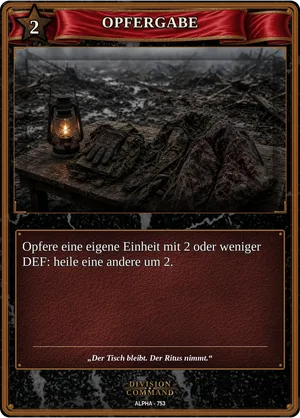 2
OPFERGABE
Opfere eine eigene Einheit mit 2 oder weniger
DEF: heile eine andere um 2.
„Der Tisch bleibt. Der Ritus nimmt.“
DIVISION
COMMAND
ALPHA - 753